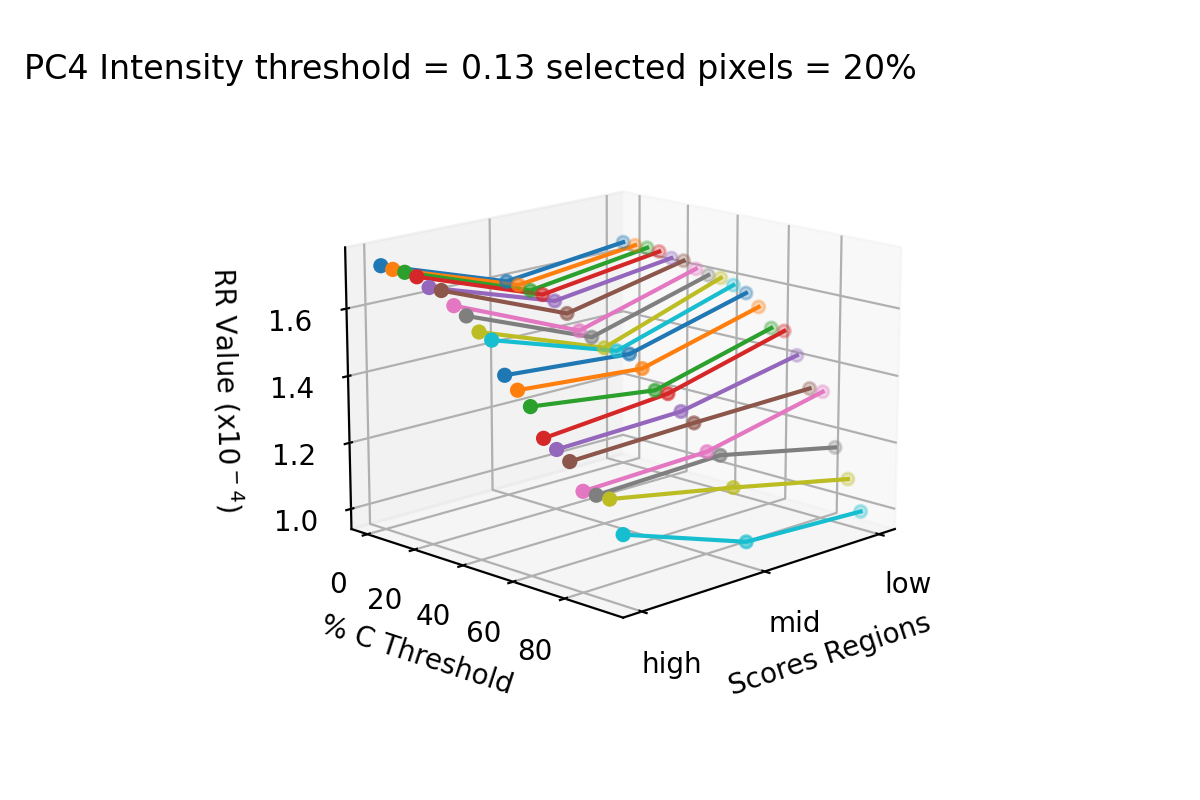 PC4 Intensity threshold = 0.13 selected pixels = 20%
RR Value (x10⁻⁴)
1.6
1.4
1.2
1.0
0
20
40
60
80
% C Threshold
high
mid
low
Scores Regions